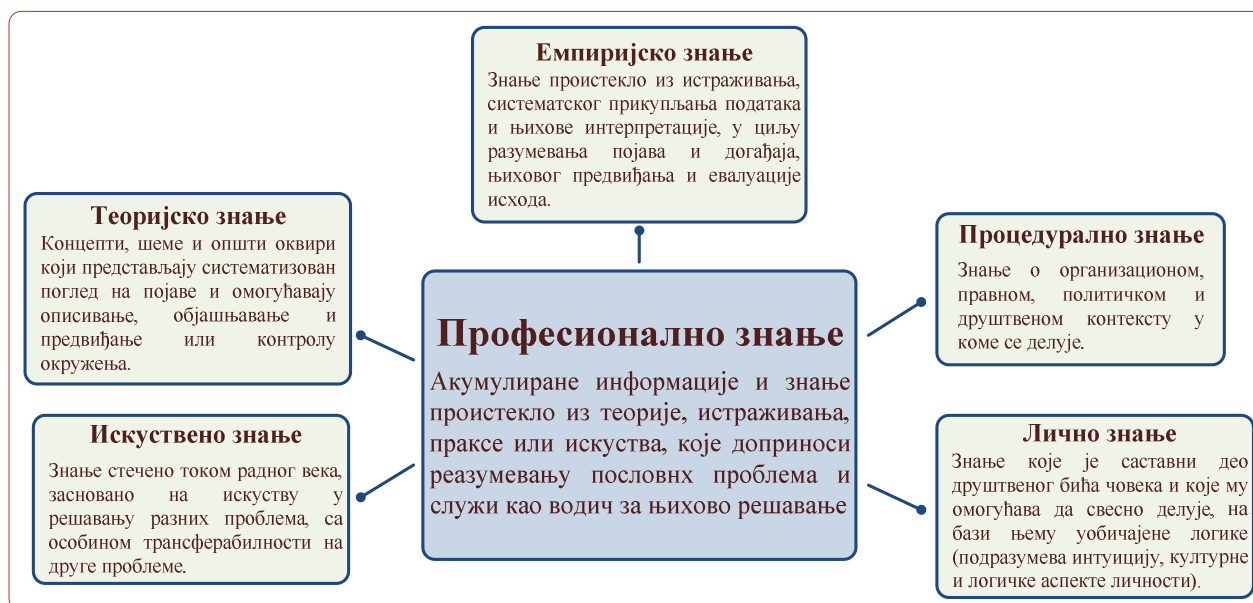 Емпиријско знање
Знање проистекло из истраживања,
систематског прикупљања података
и њихове интерпретације, у циљу
разумевања појава и догађаја,
њиховог предвиђања и евалуације
исхода.
Теоријско знање
Концепти, шеме и општи оквири
који представљају систематизован
поглед на појаве и омогућавају
описивање, објашњавање и
предвиђање или контролу
окружења.
Процедурално знање
Знање о организационом,
правном, политичком и
друштвеном контексту у
коме се делује.
Професионално знање
Акумулиране информације и знање
проистекло из теорије, истраживања,
праксе или искуства, које доприноси
реазумевању пословнх проблема и
служи као водич за њихово решавање
Искуствено знање
Знање стечено током радног века,
засновано на искуству у
решавању разних проблема, са
особином трансферабилности на
друге проблеме.
Лично знање
Знање које је саставни део
друштвеног бића човека и које му
омогућава да свесно делује, на
бази њему уобичајене логике
(подразумева интуицију, културне
и логичке аспекте личности).